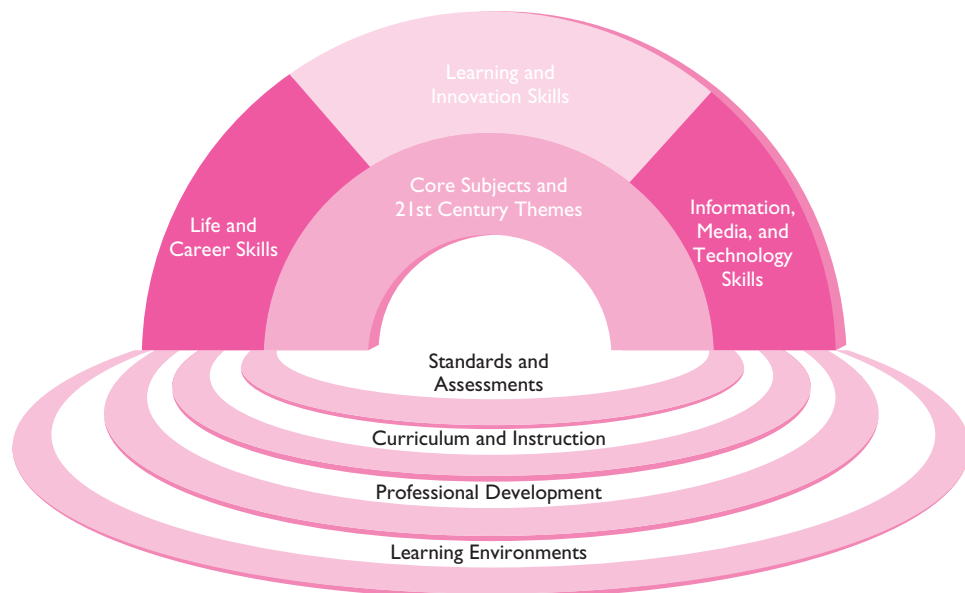 Learning and
Innovation Skills
Core Subjects and
21st Century Themes
Life and
Career Skills
Information,
Media, and
Technology
Skills
Standards and
Assessments
Curriculum and Instruction
Professional Development
Learning Environments